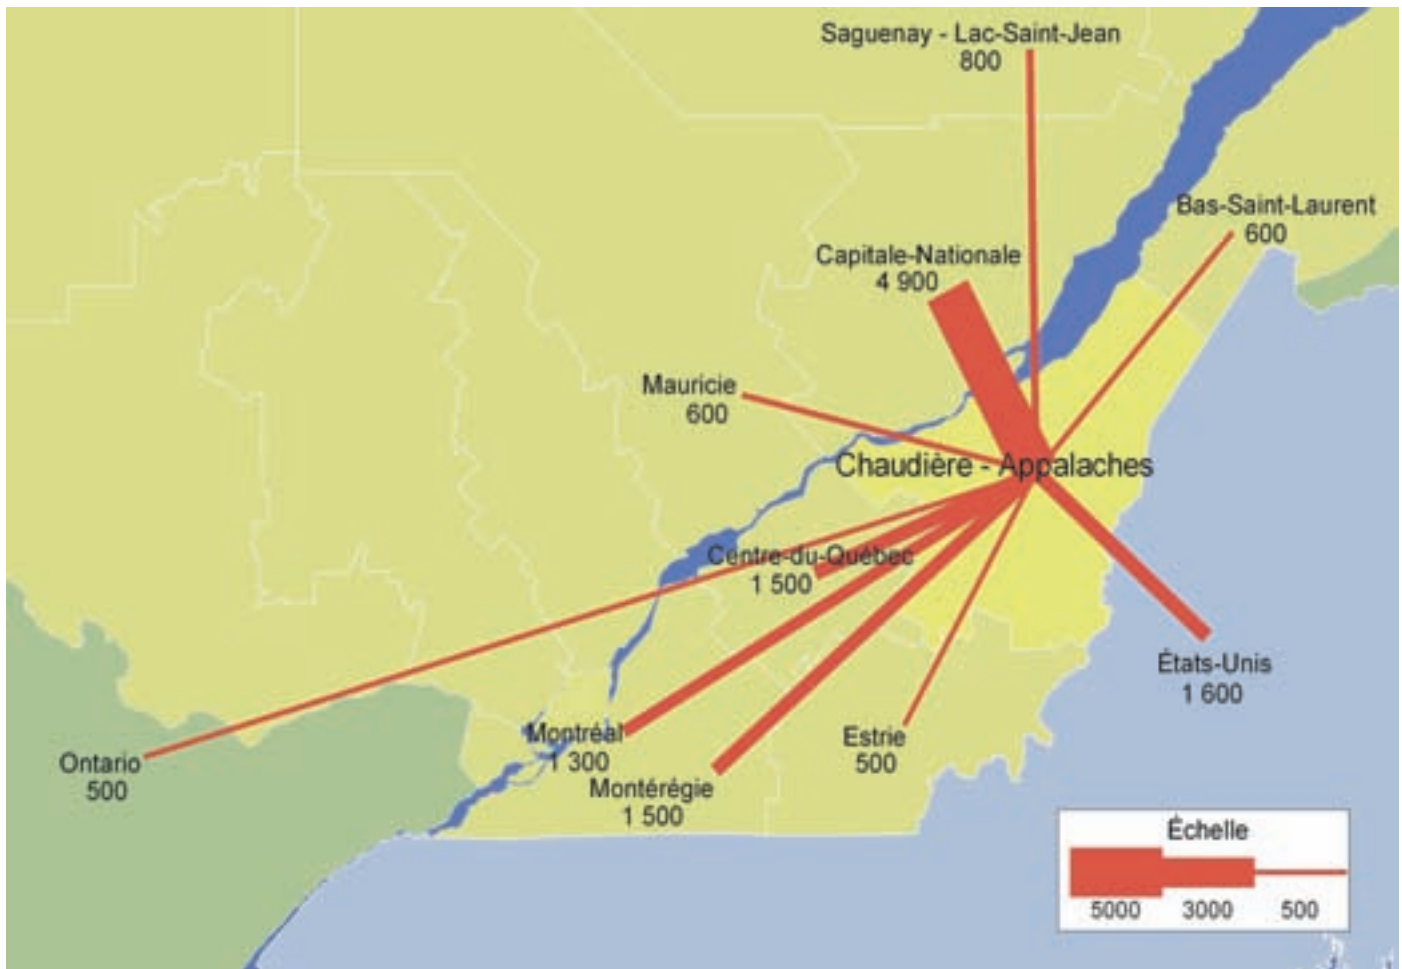 Saguenay - Lac-Saint-Jean
800
Bas-Saint-Laurent
600
Capitale-Nationale
4 900
Mauricie
600
Chaudière - Appalaches
Centre-du-Québec
1 500
États-Unis
1 600
Montréal
1 300
Estrie
500
Ontario
500
Montérégie
1 500
Échelle
5000 3000 500